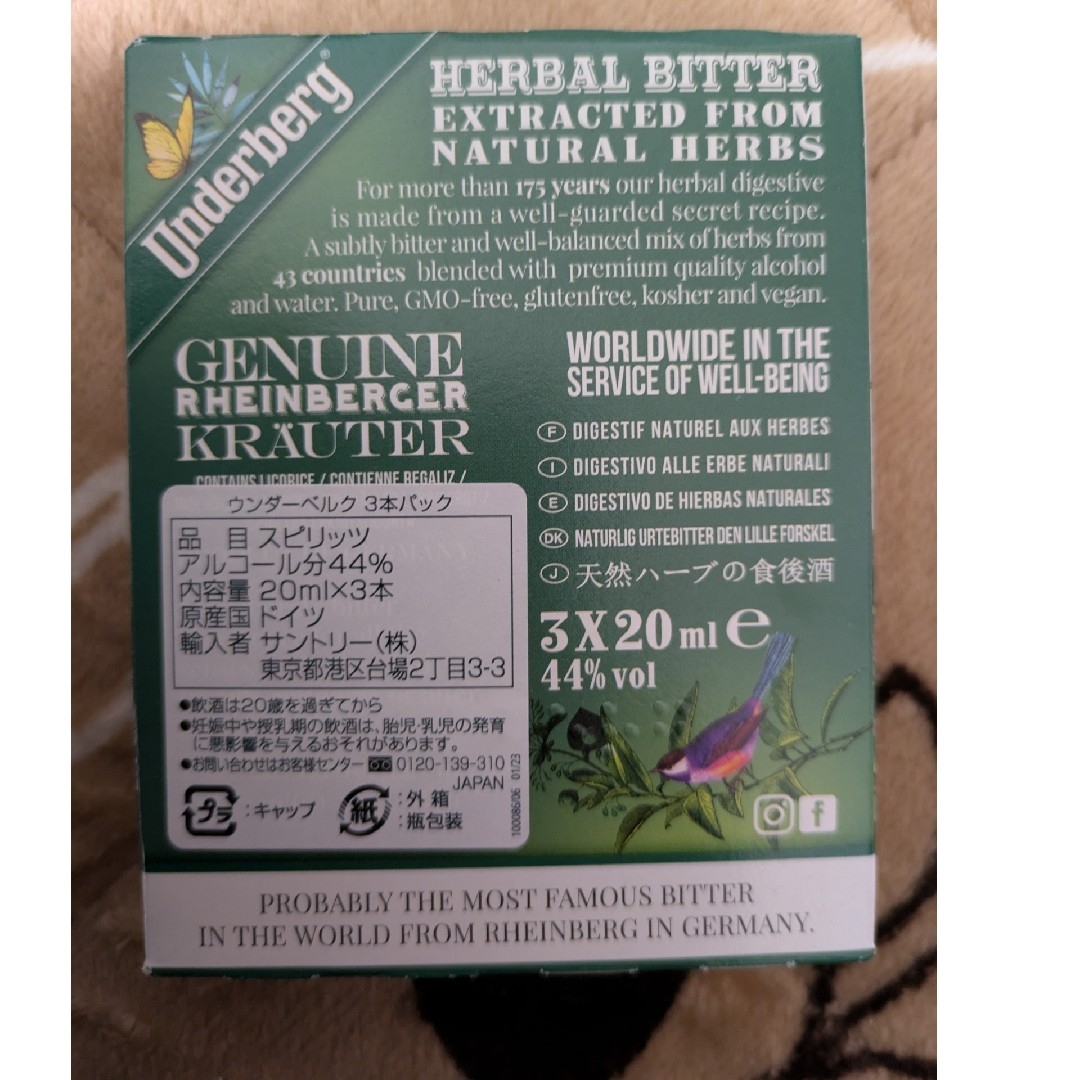 Underberg®
HERBAL BITTER
EXTRACTED FROM
NATURAL HERBS
For more than 175 years our herbal digestive
is made from a well-guarded secret recipe.
A subtly bitter and well-balanced mix of herbs from
43 countries blended with premium quality alcohol
and water. Pure, GMO-free, glutenfree, kosher and vegan.
GENUINE
RHEINBERGER
KRÄUTER
CONTAINS LICORICE / CONTIENNE REGALIZ /
ウンダーベルク 3本パック
品 目 スピリッツ
アルコール分44%
内容量 20ml×3本
原産国 ドイツ
輸入者 サントリー(株)
東京都港区台場2丁目3-3
●飲酒は20歳を過ぎてから
●妊娠中や授乳期の飲酒は、胎児・乳児の発育
に悪影響を与えるおそれがあります。
●お問い合わせはお客様センター 0120-139-310
JAPAN
プラ :キャップ
紙 :外箱
:瓶包装
100086/06 01/23
WORLDWIDE IN THE
SERVICE OF WELL-BEING
F DIGESTIF NATUREL AUX HERBES
I DIGESTIVO ALLE ERBE NATURALI
E DIGESTIVO DE HIERBAS NATURALES
DK NATURLIG URTEBITTER DEN LILLE FORSKEL
J 天然ハーブの食後酒
3X20 ml e
44% vol
f
PROBABLY THE MOST FAMOUS BITTER
IN THE WORLD FROM RHEINBERG IN GERMANY.